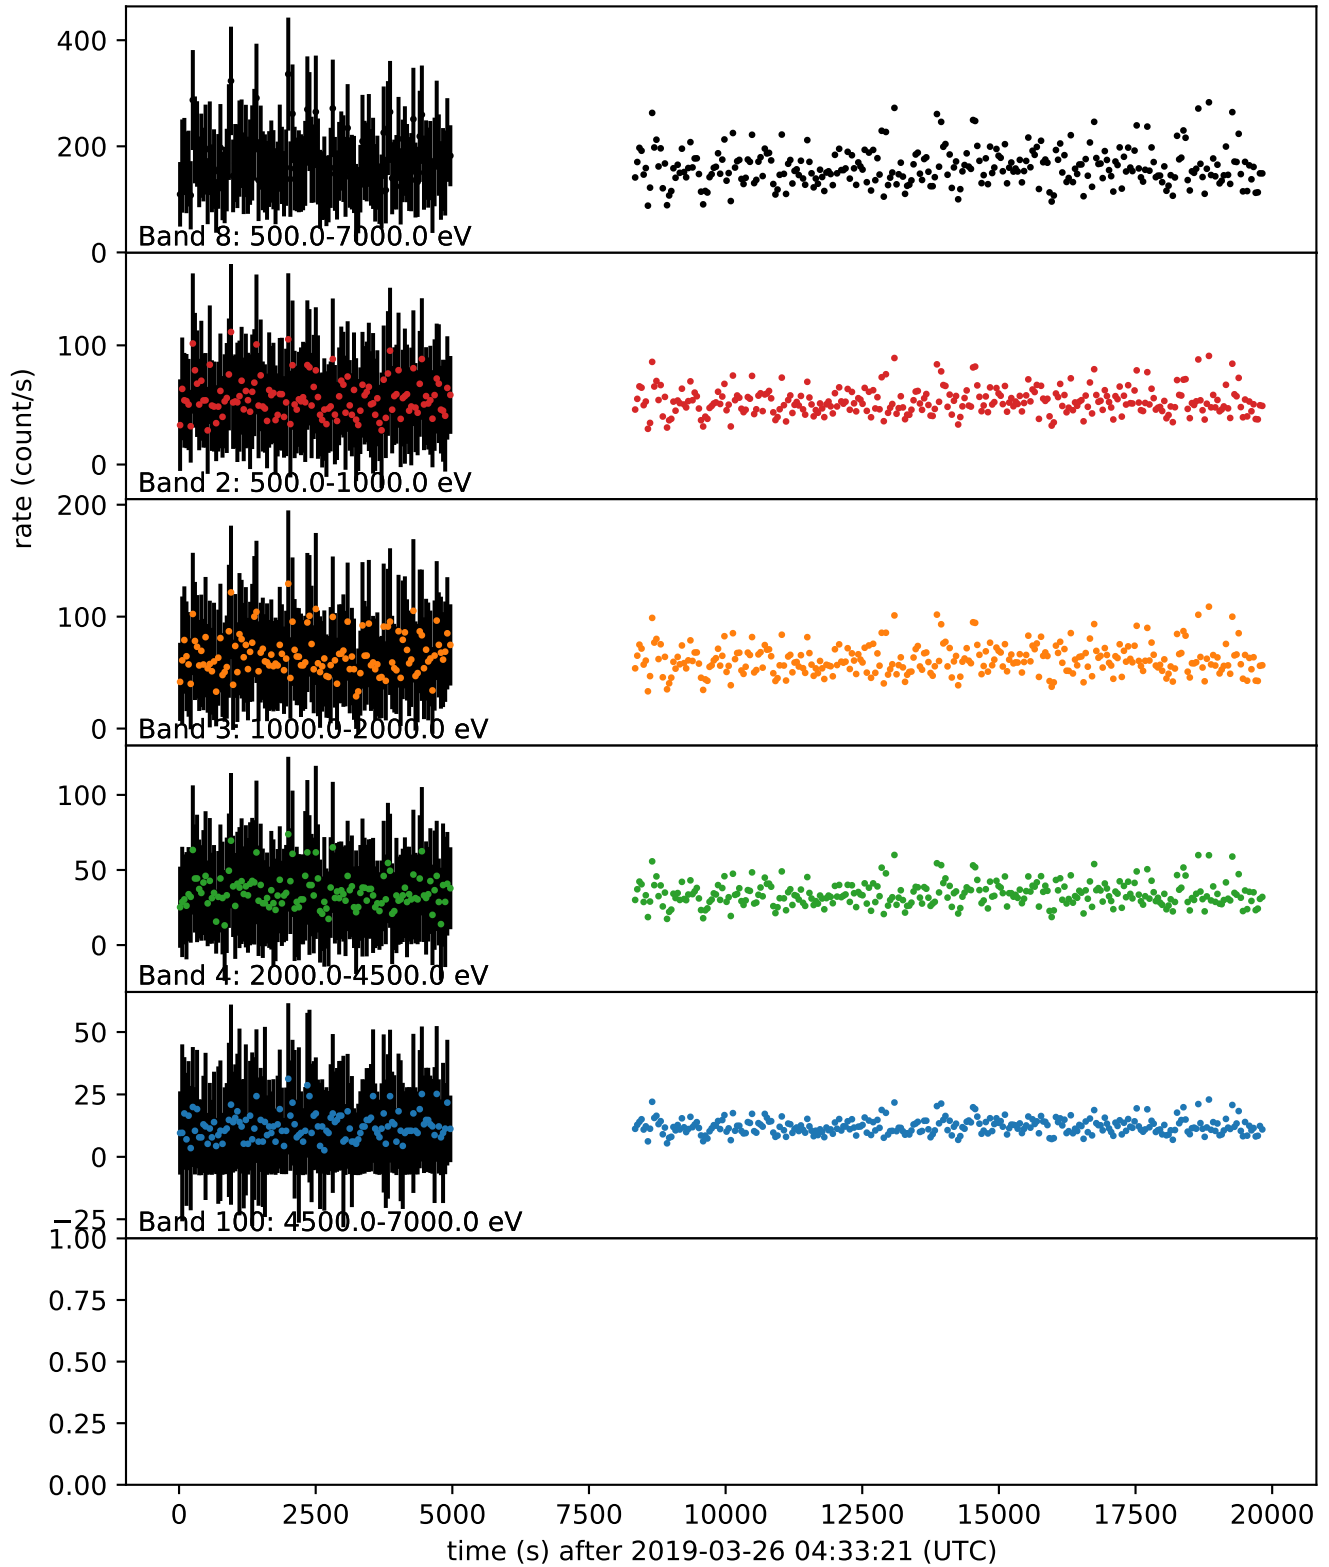 400
200
0
Band 8: 500.0-7000.0 eV
100
0
Band 2: 500.0-1000.0 eV
rate (count/s)
200
100
0
Band 3: 1000.0-2000.0 eV
100
50
0
Band 4: 2000.0-4500.0 eV
50
25
0
−25
Band 100: 4500.0-7000.0 eV
1.00
0.75
0.50
0.25
0.00
0 2500 5000 7500 10000 12500 15000 17500 20000
time (s) after 2019-03-26 04:33:21 (UTC)